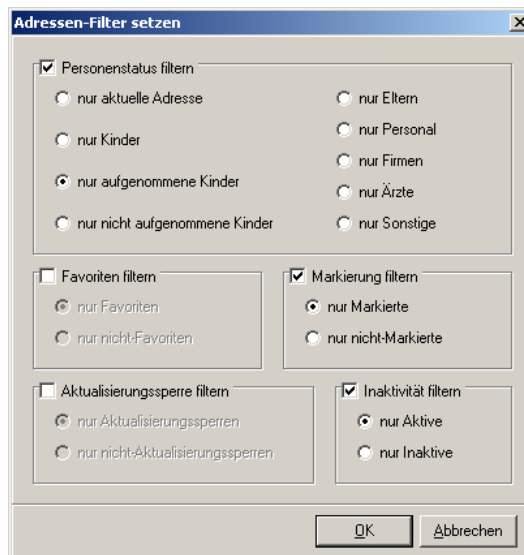 Adressen-Filter setzen
Personenstatus filtern
nur aktuelle Adresse
nur Kinder
nur aufgenommene Kinder
nur nicht aufgenommene Kinder
nur Eltern
nur Personal
nur Firmen
nur Ärzte
nur Sonstige
Favoriten filtern
nur Favoriten
nur nicht-Favoriten
Markierung filtern
nur Markierte
nur nicht-Markierte
Aktualisierungssperre filtern
nur Aktualisierungssperren
nur nicht-Aktualisierungssperren
Inaktivität filtern
nur Aktive
nur Inaktive
OK
Abbrechen